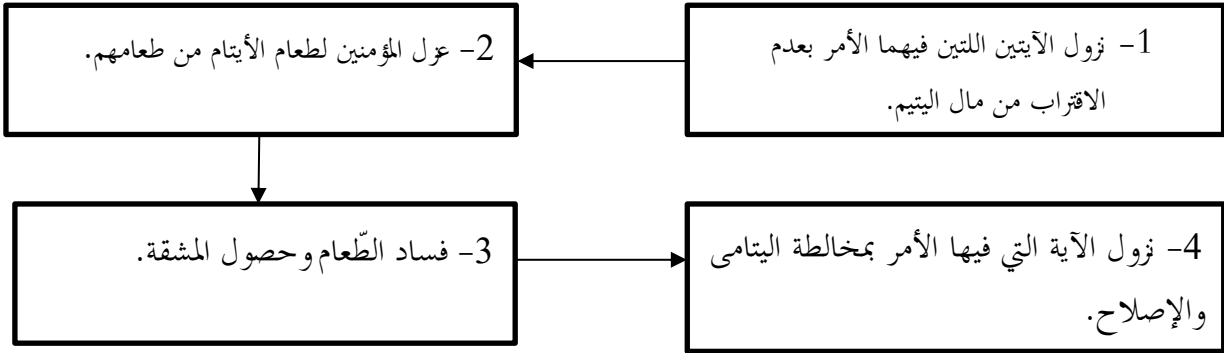 1- نزول الآيتين اللتين فيهما الأمر بعدم
الاقتراب من مال اليتيم.
2- عزل المؤمنين لطعام الأيتام من طعامهم.
3- فساد الطّعام وحصول المشقة.
4- نزول الآية التي فيها الأمر بمخالطة اليتامى
والإصلاح.